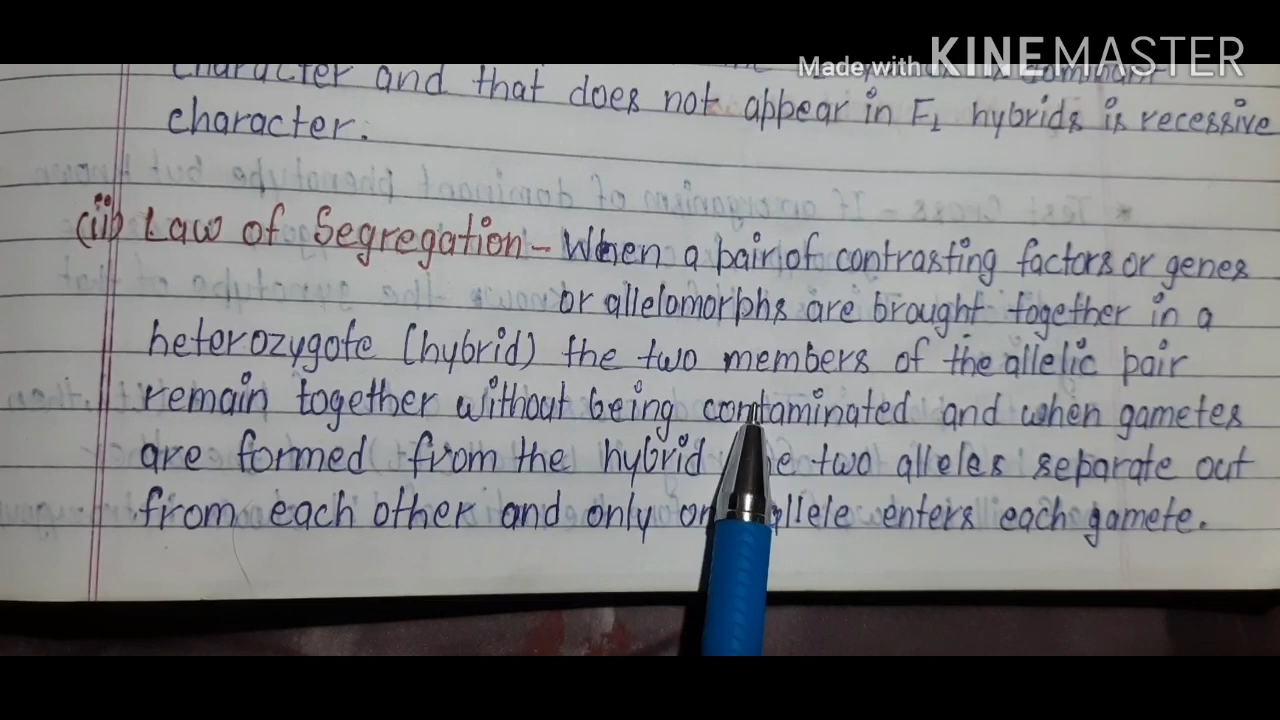 Made with KINEMASTER
character and that does not appear in F1 hybrids is recessive
character.
(ii) Law of Segregation - When a pair of contrasting factors or genes
or allelomorphs are brought together in a
heterozygote (hybrid) the two members of the allelic pair
remain together without being contaminated and when gametes
are formed from the hybrid two alleles separate out
from each other and only allele enters each gamete.